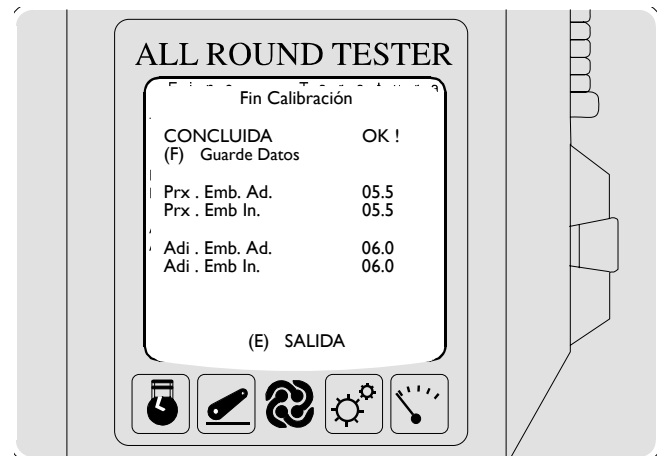 ALL ROUND TESTER
Fin Calibración
CONCLUIDA OK !
(F) Guarde Datos
Prx . Emb. Ad. 05.5
Prx . Emb In. 05.5
Adi . Emb. Ad. 06.0
Adi . Emb In. 06.0
(E) SALIDA